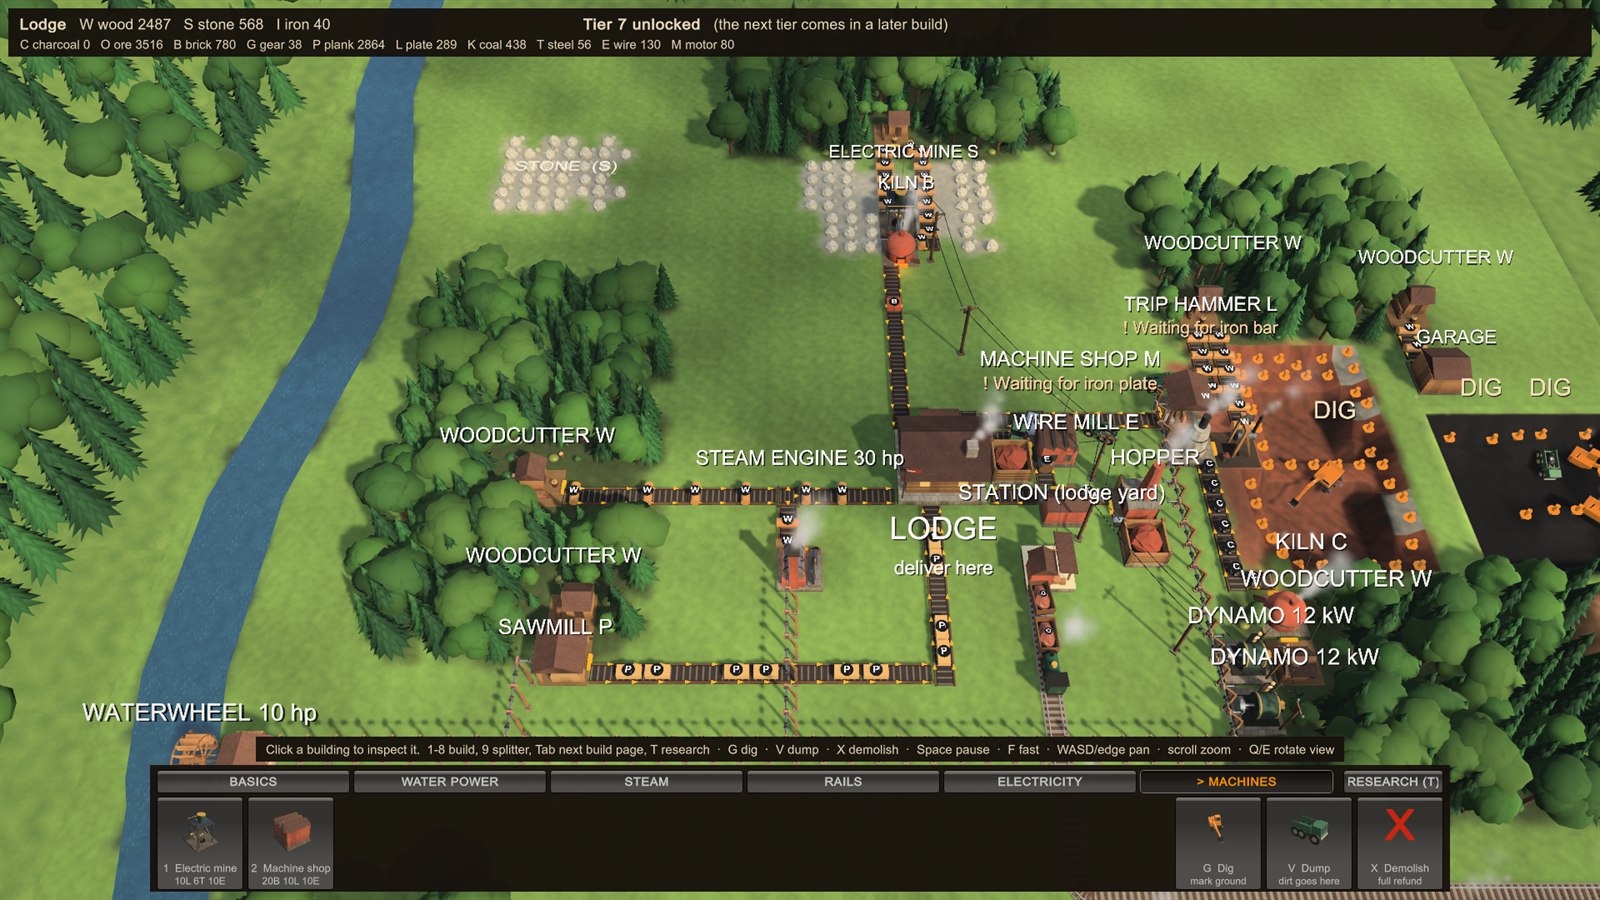 Lodge W wood 2487 S stone 568 I iron 40
Tier 7 unlocked (the next tier comes in a later build)
C charcoal 0 O ore 3516 B brick 780 G gear 38 P plank 2864 L plate 289 K coal 438 T steel 56 E wire 130 M motor 80
STONE (S)
ELECTRIC MINE S
KILN B
WOODCUTTER W
WOODCUTTER W
TRIP HAMMER L
! Waiting for iron bar
GARAGE
MACHINE SHOP M
! Waiting for iron plate
DIG DIG
DIG
WIRE MILL E
WOODCUTTER W
STEAM ENGINE 30 hp
HOPPER
STATION (lodge yard)
LODGE
deliver here
KILN C
WOODCUTTER W
WOODCUTTER W
DYNAMO 12 kW
SAWMILL P
DYNAMO 12 kW
WATERWHEEL 10 hp
Click a building to inspect it. 1-8 build, 9 splitter, Tab next build page, T research · G dig · V dump · X demolish · Space pause · F fast · WASD/edge pan · scroll zoom · Q/E rotate view
BASICS WATER POWER STEAM RAILS ELECTRICITY > MACHINES RESEARCH (T)
1 Electric mine
10L 6T 10E
2 Machine shop
20B 10L 10E
G Dig
mark ground
V Dump
dirt goes here
X Demolish
full refund